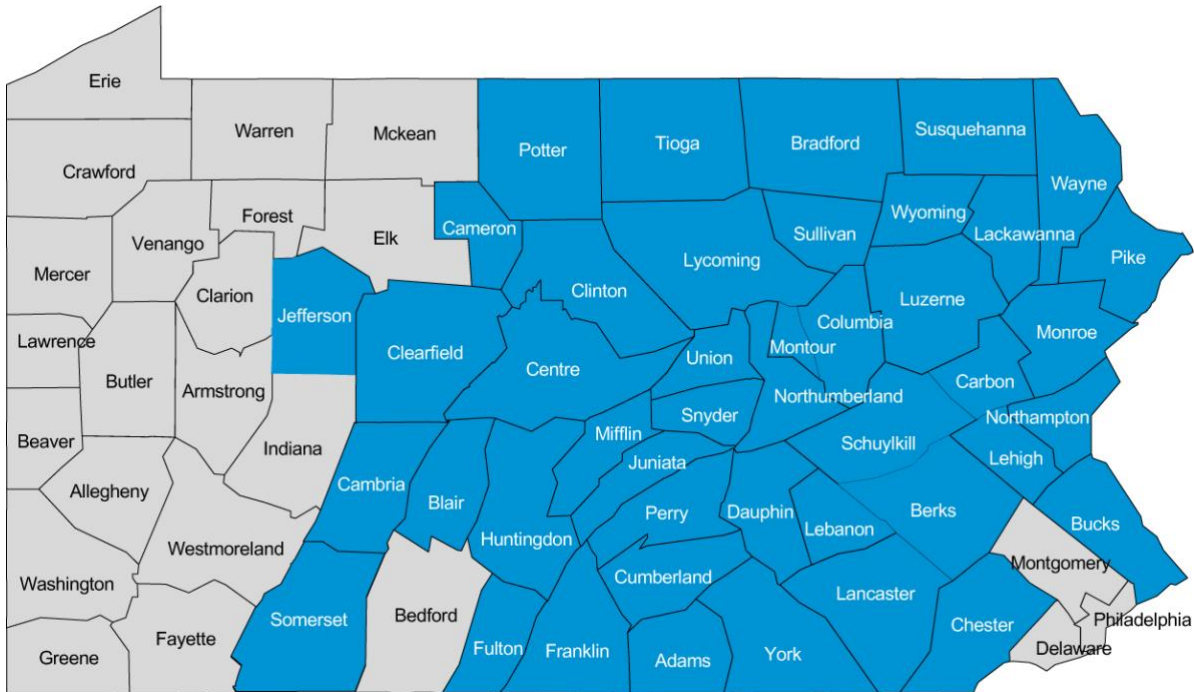 Erie
Warren
Mckean
Potter
Tioga
Bradford
Susquehanna
Crawford
Wayne
Forest
Cameron
Wyoming
Venango
Elk
Sullivan
Lackawanna
Mercer
Lycoming
Pike
Clarion
Clinton
Luzerne
Jefferson
Columbia
Monroe
Lawrence
Clearfield
Montour
Union
Centre
Butler
Carbon
Armstrong
Northumberland
Snyder
Northampton
Beaver
Indiana
Mifflin
Schuylkill
Juniata
Lehigh
Allegheny
Cambria
Blair
Perry
Dauphin
Berks
Lebanon
Bucks
Huntingdon
Westmoreland
Montgomery
Washington
Cumberland
Lancaster
Bedford
Somerset
Philadelphia
Chester
Fayette
Fulton
Franklin
Delaware
Greene
Adams
York